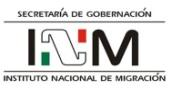 SECRETARÍA DE GOBERNACIÓN
INM
INSTITUTO NACIONAL DE MIGRACIÓN